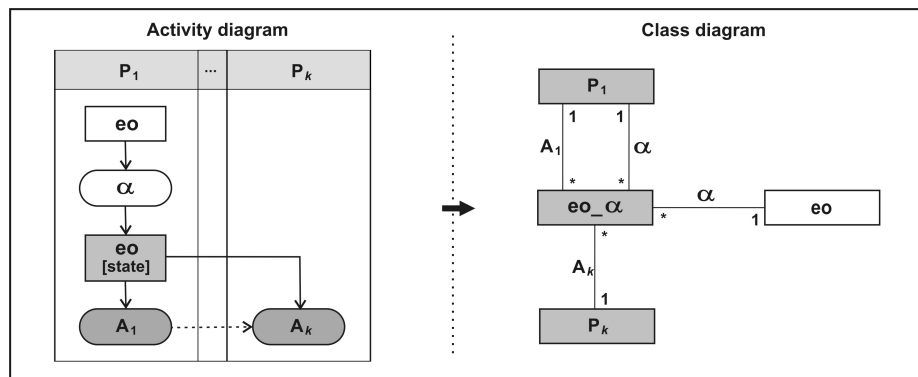 Activity diagram
P1 ... Pk
eo
α
eo
[state]
A1 Ak
Class diagram
P1
1 1
A1 α
* *
eo_α
α
* 1
eo
*
Ak
1
Pk